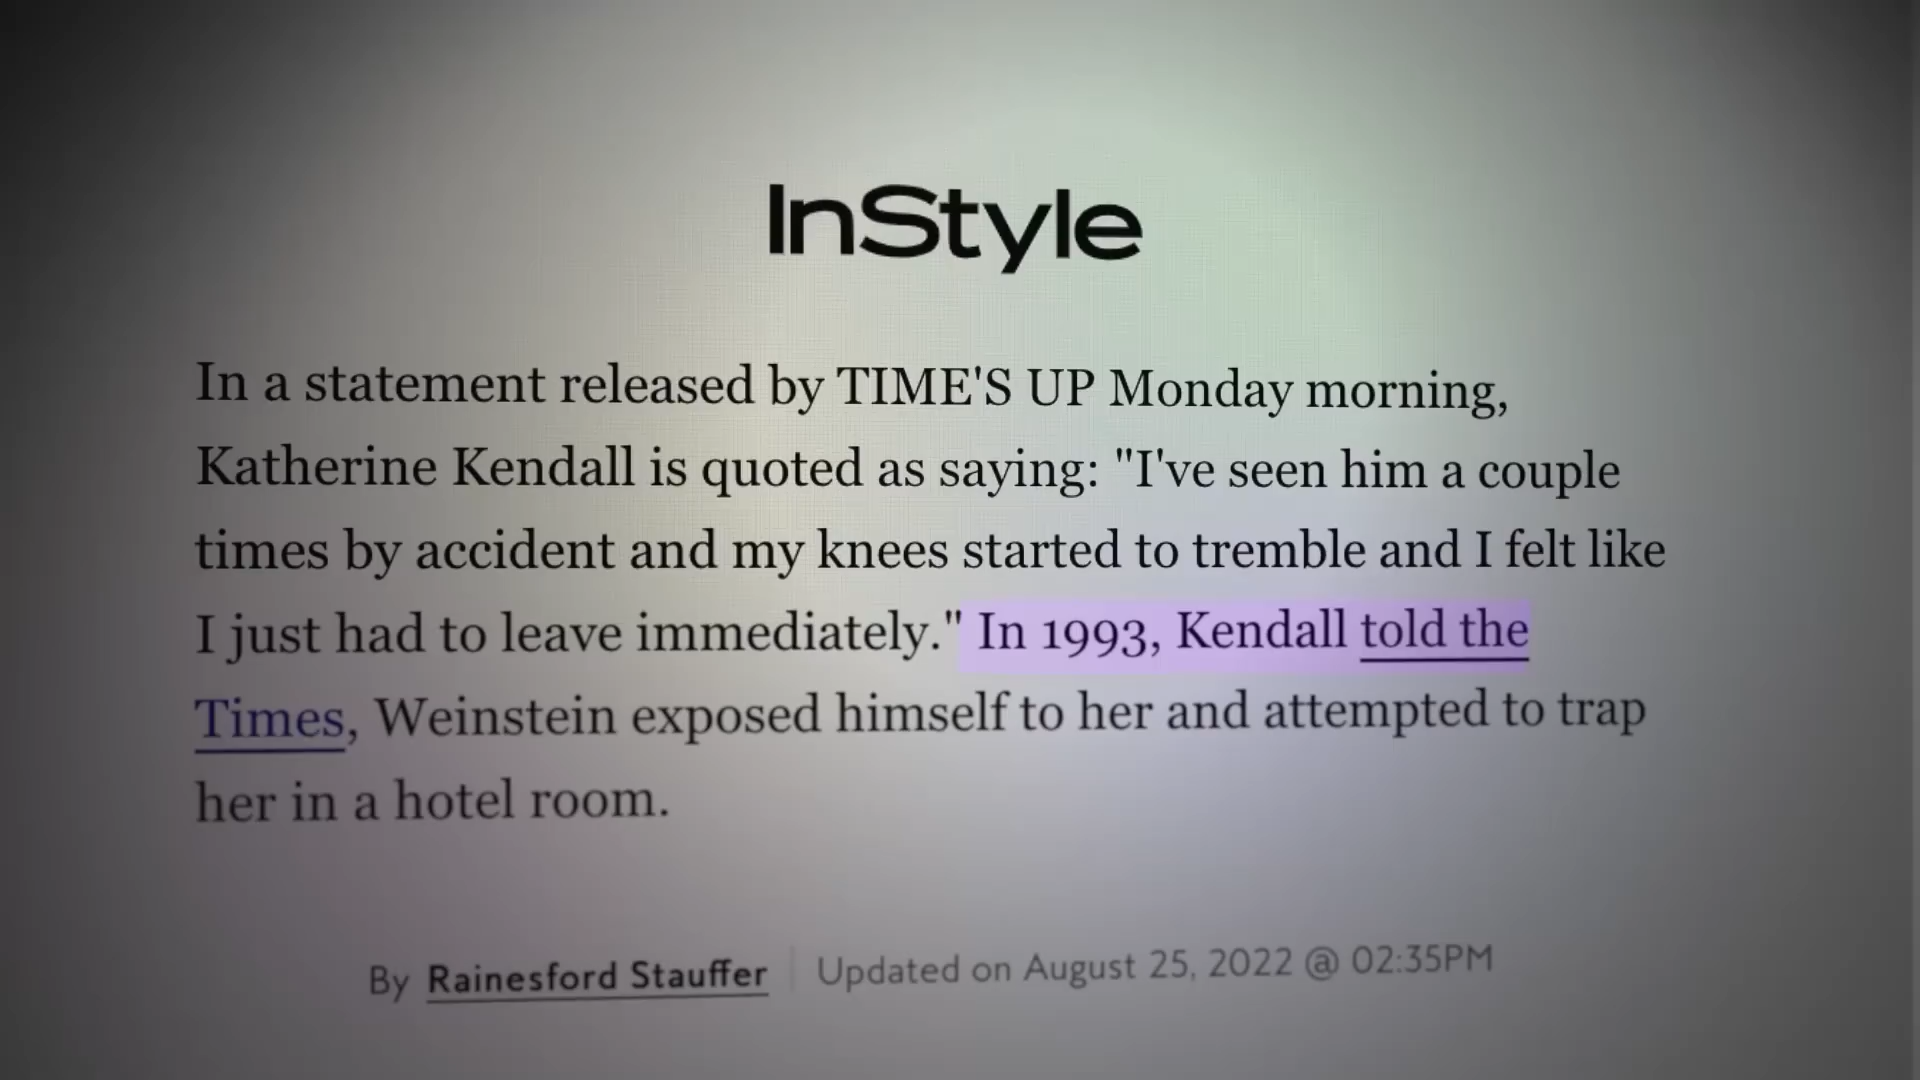 InStyle
In a statement released by TIME'S UP Monday morning,
Katherine Kendall is quoted as saying: "I've seen him a couple
times by accident and my knees started to tremble and I felt like
I just had to leave immediately." In 1993, Kendall told the
Times, Weinstein exposed himself to her and attempted to trap
her in a hotel room.
By Rainesford Stauffer | Updated on August 25, 2022 @ 02:35PM